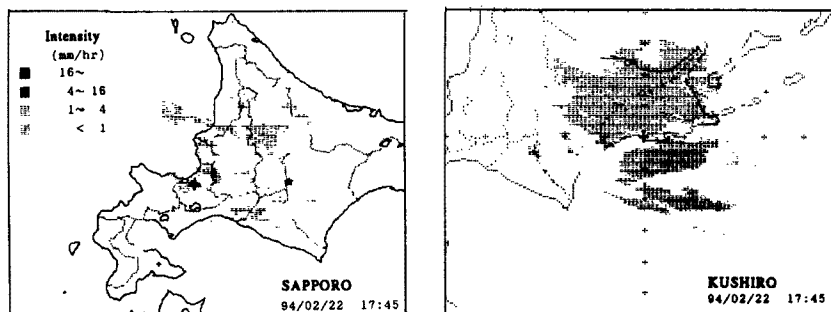 Intensity
(mm/hr)
16~
4~ 16
1~ 4
< 1
SAPPORO
94/02/22 17:45
KUSHIRO
94/02/22 17:45